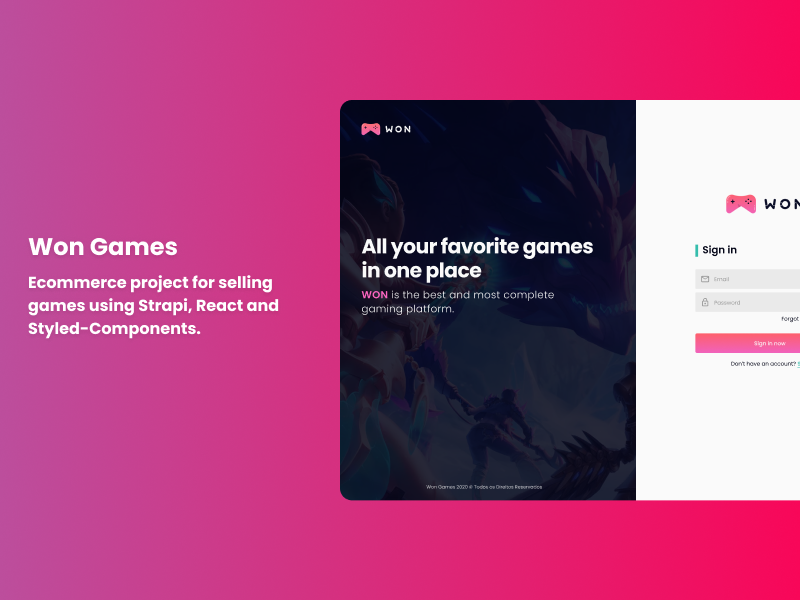 Won Games
Ecommerce project for selling
games using Strapi, React and
Styled-Components.
WON
All your favorite games
in one place
WON is the best and most complete
gaming platform.
Won Games 2020 © Todos os Direitos Reservados
WON
Sign in
Email
Password
Forgot
Sign in now
Don't have an account?